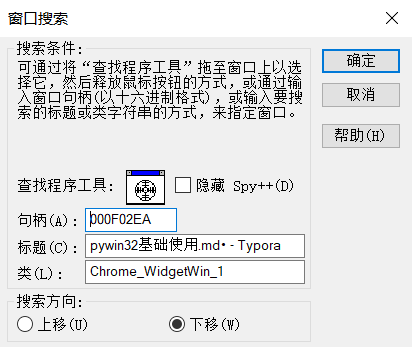 窗口搜索
搜索条件:
可通过将“查找程序工具”拖至窗口上以选
择它，然后释放鼠标按钮的方式，或通过输
入窗口句柄(以十六进制格式)，或输入要搜
索的标题或类字符串的方式，来指定窗口。
确定
取消
帮助(H)
查找程序工具:
隐藏 Spy++(D)
句柄(A): 000F02EA
标题(C): pywin32基础使用.md• - Typora
类(L): Chrome_WidgetWin_1
搜索方向:
上移(U) 下移(W)